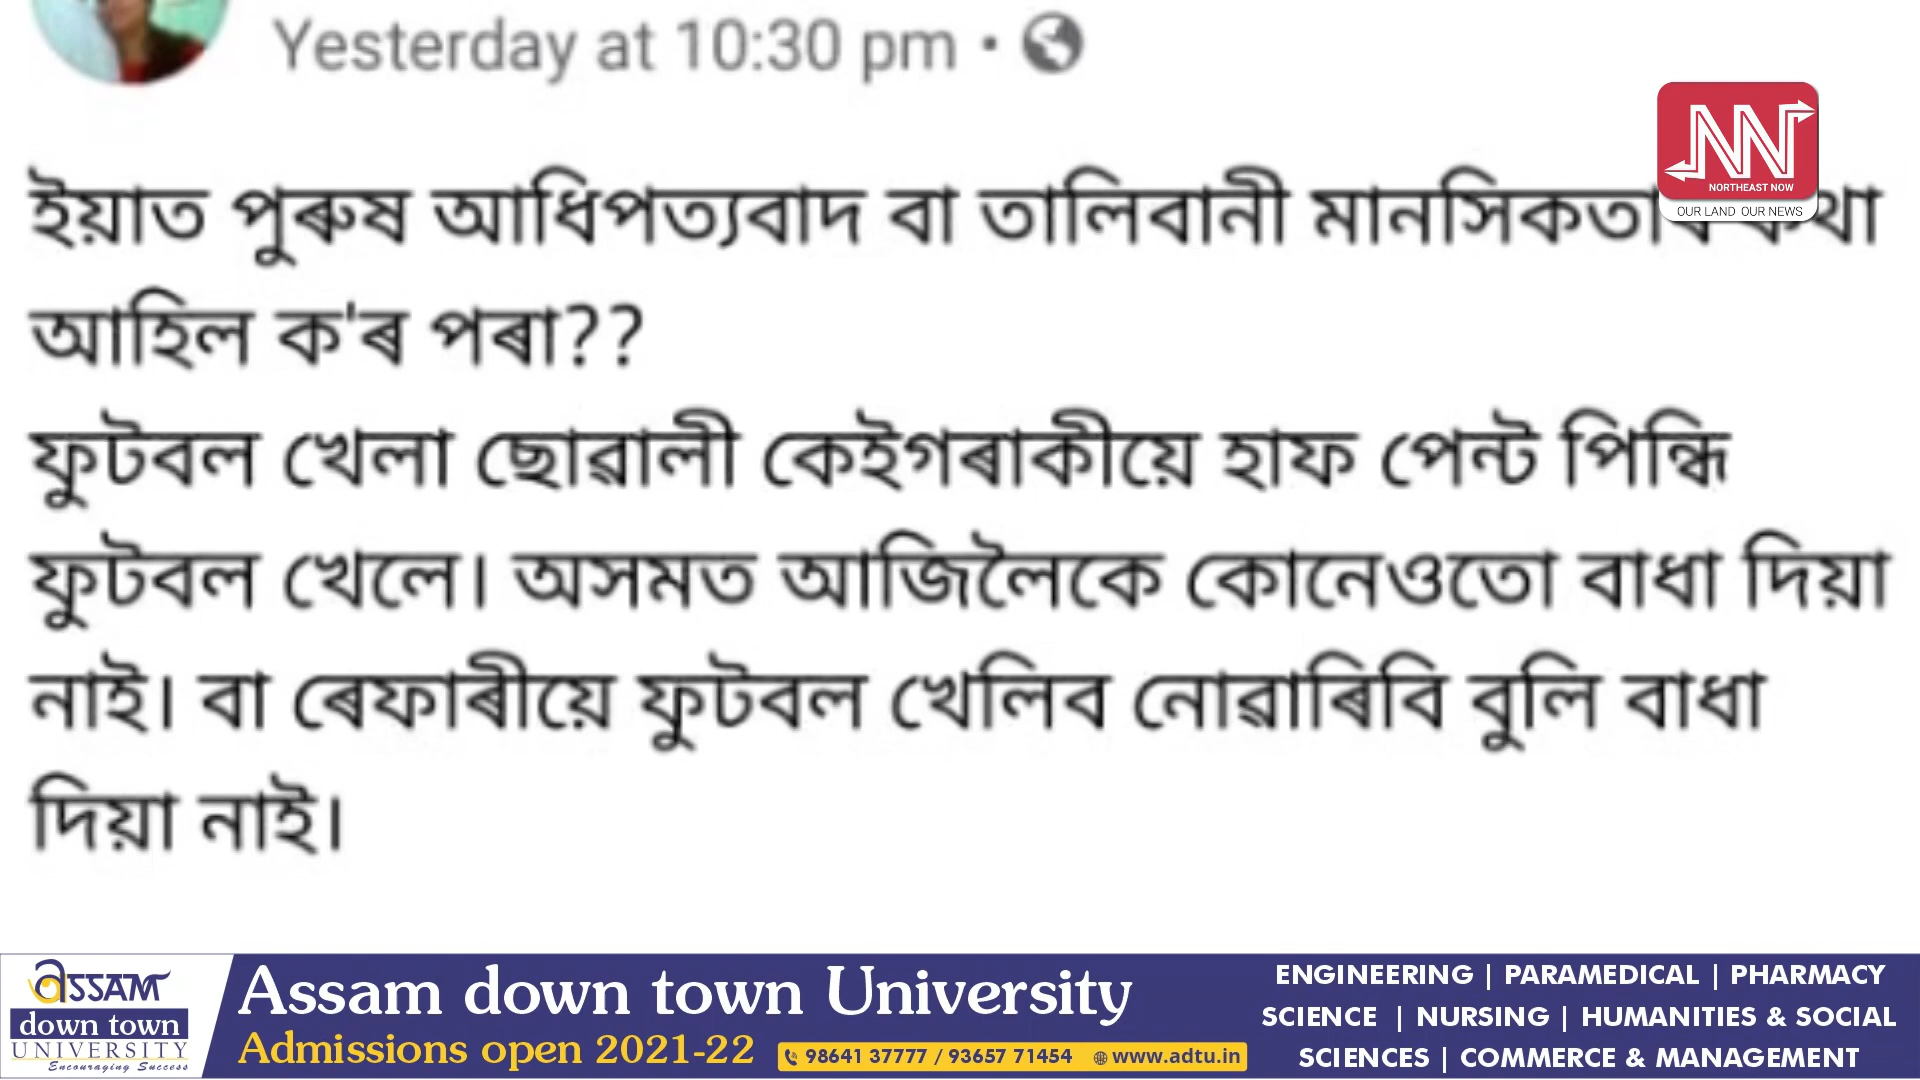 Yesterday at 10:30 pm
NORTHEAST NOW
OUR LAND OUR NEWS
ইয়াত পুৰুষ আধিপত্যবাদ বা তালিবানী মানসিকতাৰ কথা
আহিল ক'ৰ পৰা??
ফুটবল খেলা ছোৱালী কেইগৰাকীয়ে হাফ পেন্ট পিন্ধি
ফুটবল খেলে। অসমত আজিলৈকে কোনেওতো বাধা দিয়া
নাই। বা ৰেফাৰীয়ে ফুটবল খেলিব নোৱাৰিবি বুলি বাধা
দিয়া নাই।
অSSAM
down town
UNIVERSITY
Encouraging Success
Assam down town University
Admissions open 2021-22
98641 37777 / 93657 71454 www.adtu.in
ENGINEERING | PARAMEDICAL | PHARMACY
SCIENCE | NURSING | HUMANITIES & SOCIAL
SCIENCES | COMMERCE & MANAGEMENT